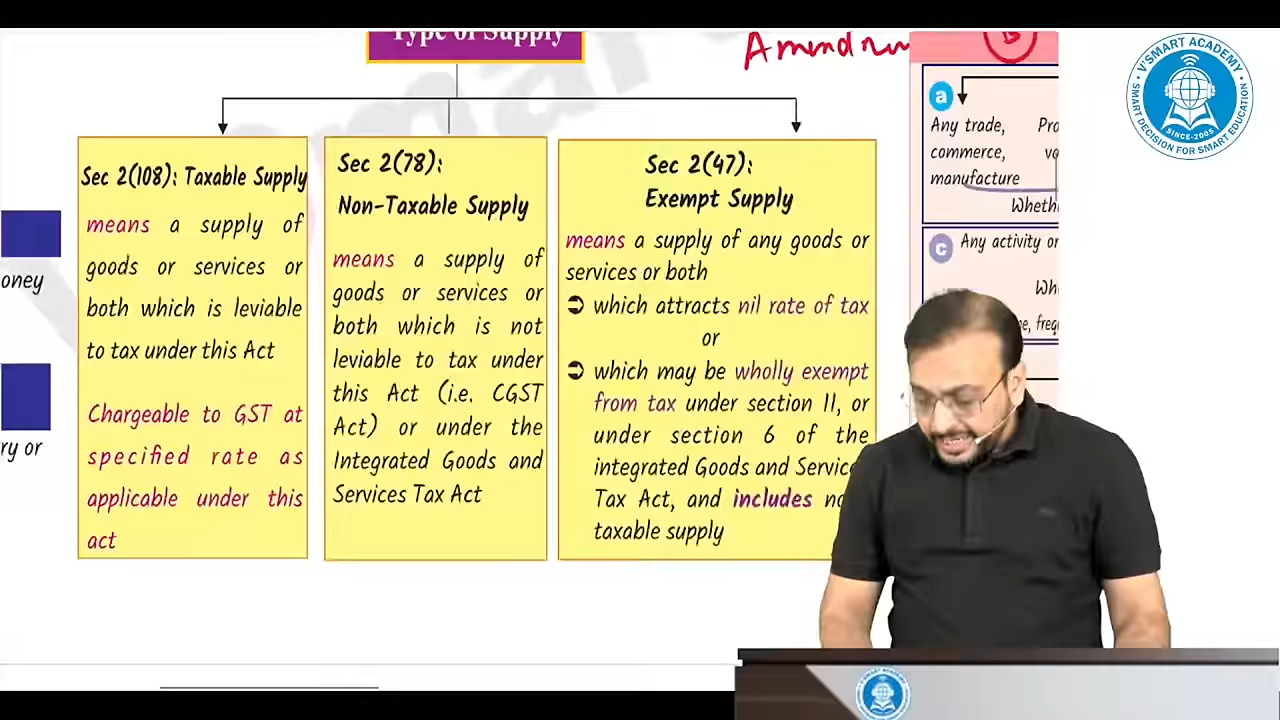 Type of Supply
Sec 2(108): Taxable Supply
means a supply of
goods or services or
both which is leviable
to tax under this Act
Chargeable to GST at
specified rate as
applicable under this
act
Sec 2(78):
Non-Taxable Supply
means a supply of
goods or services or
both which is not
leviable to tax under
this Act (i.e. CGST
Act) or under the
Integrated Goods and
Services Tax Act
Sec 2(47):
Exempt Supply
means a supply of any goods or
services or both
➲ which attracts nil rate of tax
or
➲ which may be wholly exempt
from tax under section 11, or
under section 6 of the
integrated Goods and Service
Tax Act, and includes
taxable supply
oney
ry or
a
Any trade,
commerce,
manufacture
c
Any activity or
V'SMART ACADEMY
SINCE-2005
SMART DECISION FOR SMART EDUCATION